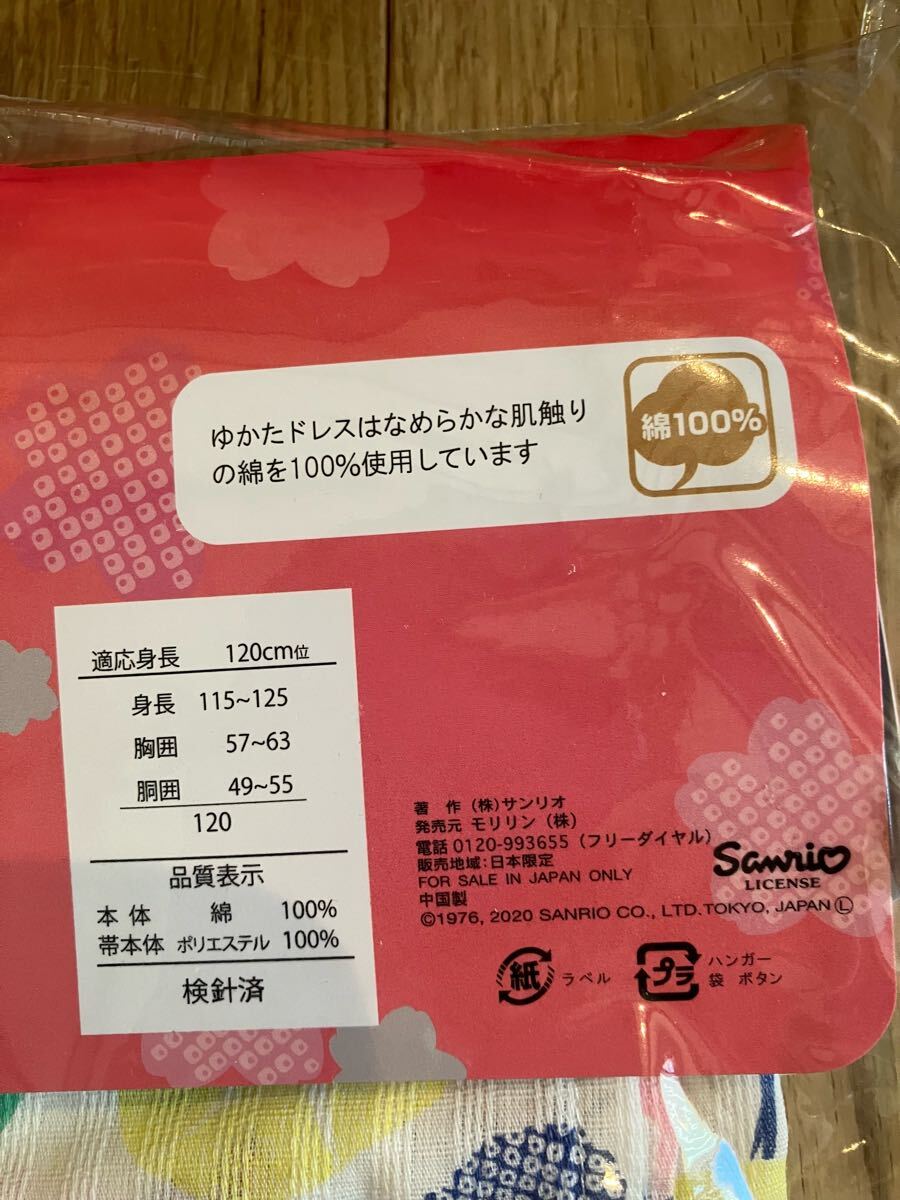 ゆかたドレスはなめらかな肌触り
の綿を100%使用しています
綿100%
適応身長 120cm位
身長 115~125
胸囲 57~63
胴囲 49~55
120
品質表示
本体 綿 100%
帯本体 ポリエステル 100%
検針済
著 作 (株)サンリオ
発売元 モリリン(株)
電話 0120-993655(フリーダイヤル)
販売地域:日本限定
FOR SALE IN JAPAN ONLY
中国製
©1976, 2020 SANRIO CO., LTD. TOKYO, JAPAN Ⓛ
Sanrio
LICENSE
紙 ラベル
プラ ハンガー
袋 ボタン